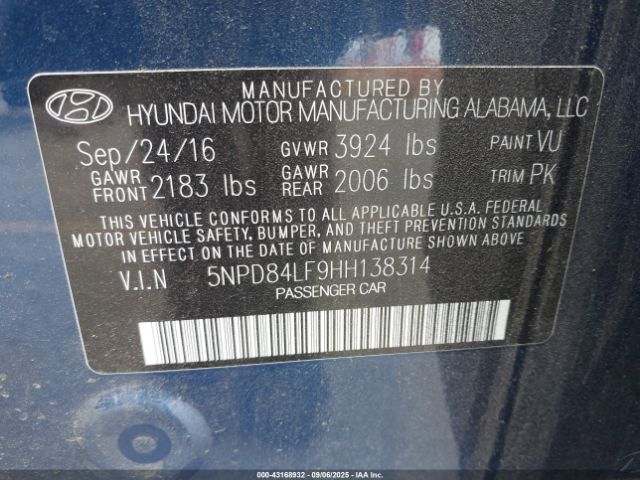 MANUFACTURED BY
HYUNDAI MOTOR MANUFACTURING ALABAMA, LLC
Sep/24/16 GVWR 3924 lbs PAINT VU
GAWR FRONT 2183 lbs GAWR REAR 2006 lbs TRIM PK
THIS VEHICLE CONFORMS TO ALL APPLICABLE U.S.A. FEDERAL
MOTOR VEHICLE SAFETY, BUMPER, AND THEFT PREVENTION STANDARDS
IN EFFECT ON THE DATE OF MANUFACTURE SHOWN ABOVE
V.I.N 5NPD84LF9HH138314
PASSENGER CAR
000-43168932 - 09/06/2025 - IAAI.COM